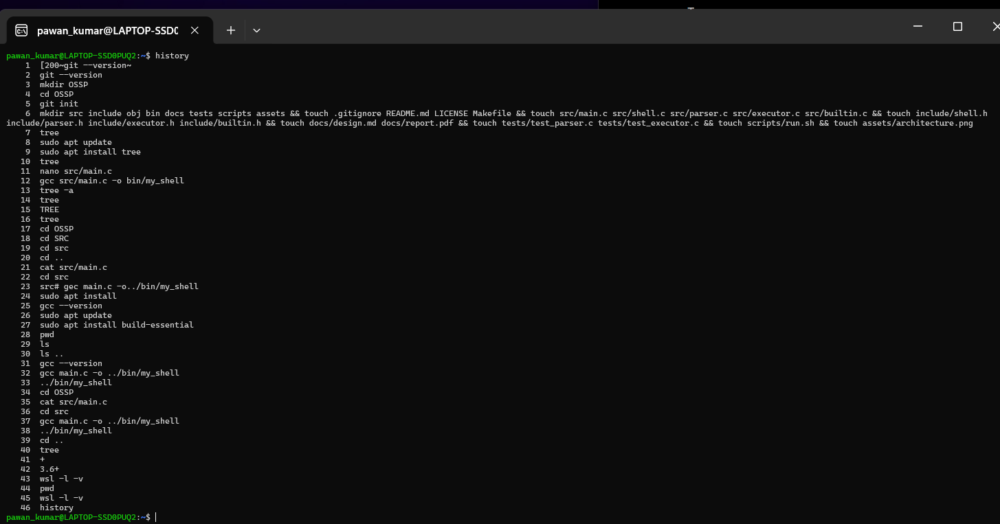 pawan_kumar@LAPTOP-SSD0
pawan_kumar@LAPTOP-SSD0PUQ2:~$ history
1 [200~git --version~
2 git --version
3 mkdir OSSP
4 cd OSSP
5 git init
6 mkdir src include obj bin docs tests scripts assets && touch .gitignore README.md LICENSE Makefile && touch src/main.c src/shell.c src/parser.c src/executor.c src/builtin.c && touch include/shell.h
include/parser.h include/executor.h include/builtin.h && touch docs/design.md docs/report.pdf && touch tests/test_parser.c tests/test_executor.c && touch scripts/run.sh && touch assets/architecture.png
7 tree
8 sudo apt update
9 sudo apt install tree
10 tree
11 nano src/main.c
12 gcc src/main.c -o bin/my_shell
13 tree -a
14 tree
15 TREE
16 tree
17 cd OSSP
18 cd SRC
19 cd src
20 cd ..
21 cat src/main.c
22 cd src
23 src# gec main.c -o../bin/my_shell
24 sudo apt install
25 gcc --version
26 sudo apt update
27 sudo apt install build-essential
28 pwd
29 ls
30 ls ..
31 gcc --version
32 gcc main.c -o ../bin/my_shell
33 ../bin/my_shell
34 cd OSSP
35 cat src/main.c
36 cd src
37 gcc main.c -o ../bin/my_shell
38 ../bin/my_shell
39 cd ..
40 tree
41 +
42 3.6+
43 wsl -l -v
44 pwd
45 wsl -l -v
46 history
pawan_kumar@LAPTOP-SSD0PUQ2:~$